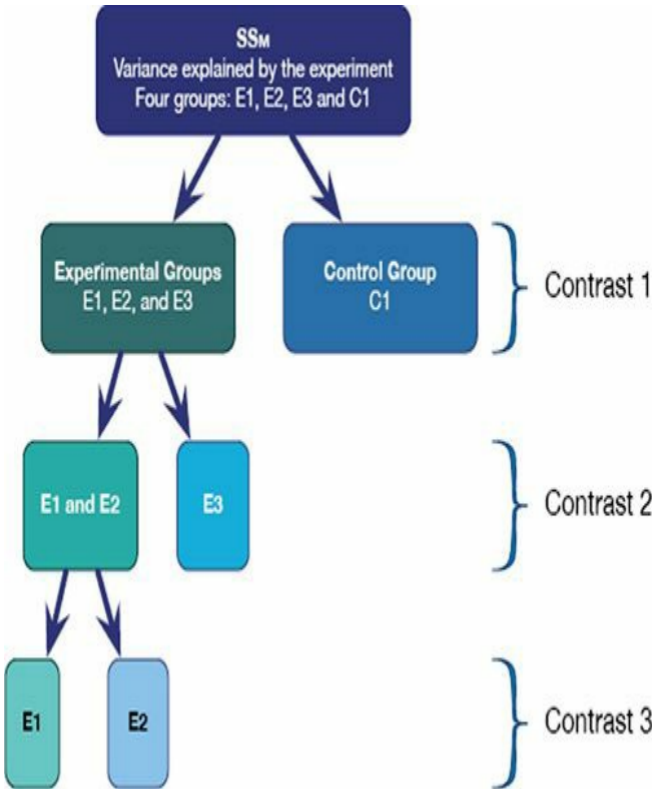 SSM
Variance explained by the experiment
Four groups: E1, E2, E3 and C1
Experimental Groups
E1, E2, and E3
Control Group
C1
Contrast 1
E1 and E2
E3
Contrast 2
E1
E2
Contrast 3